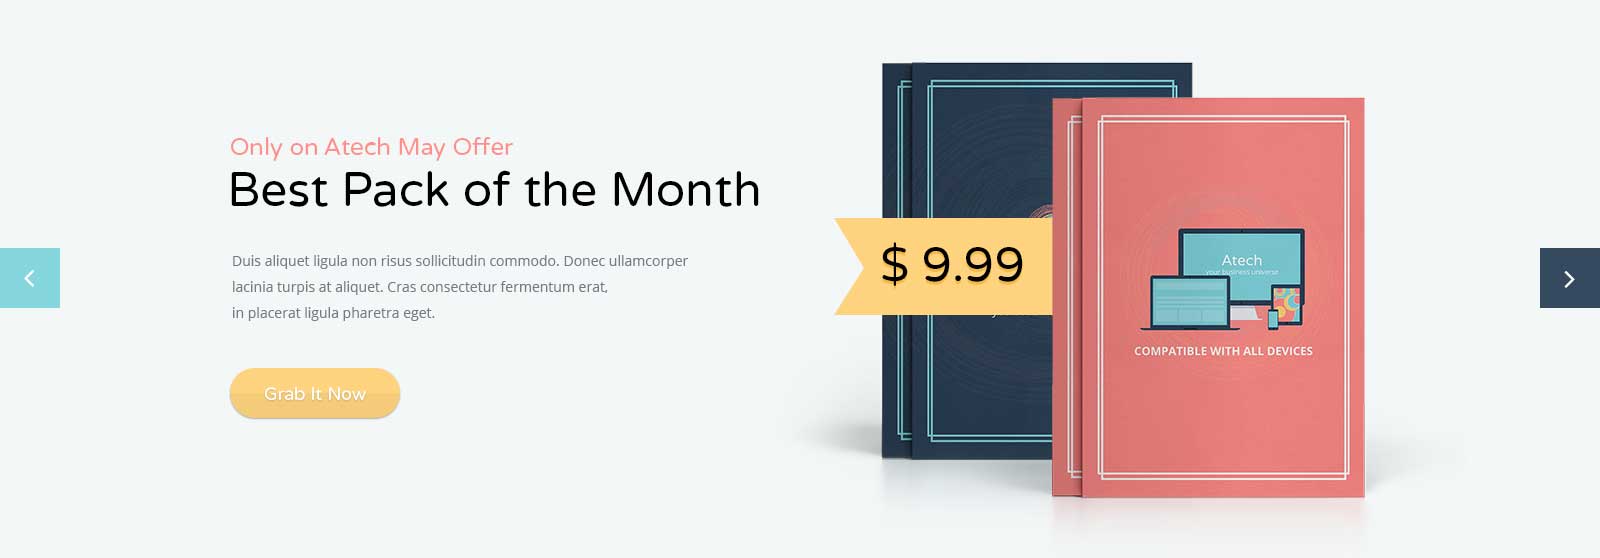 Only on Atech May Offer
Best Pack of the Month
Duis aliquet ligula non risus sollicitudin commodo. Donec ullamcorper
lacinia turpis at aliquet. Cras consectetur fermentum erat,
in placerat ligula pharetra eget.
Grab It Now
$ 9.99
Atech
your business universe
COMPATIBLE WITH ALL DEVICES